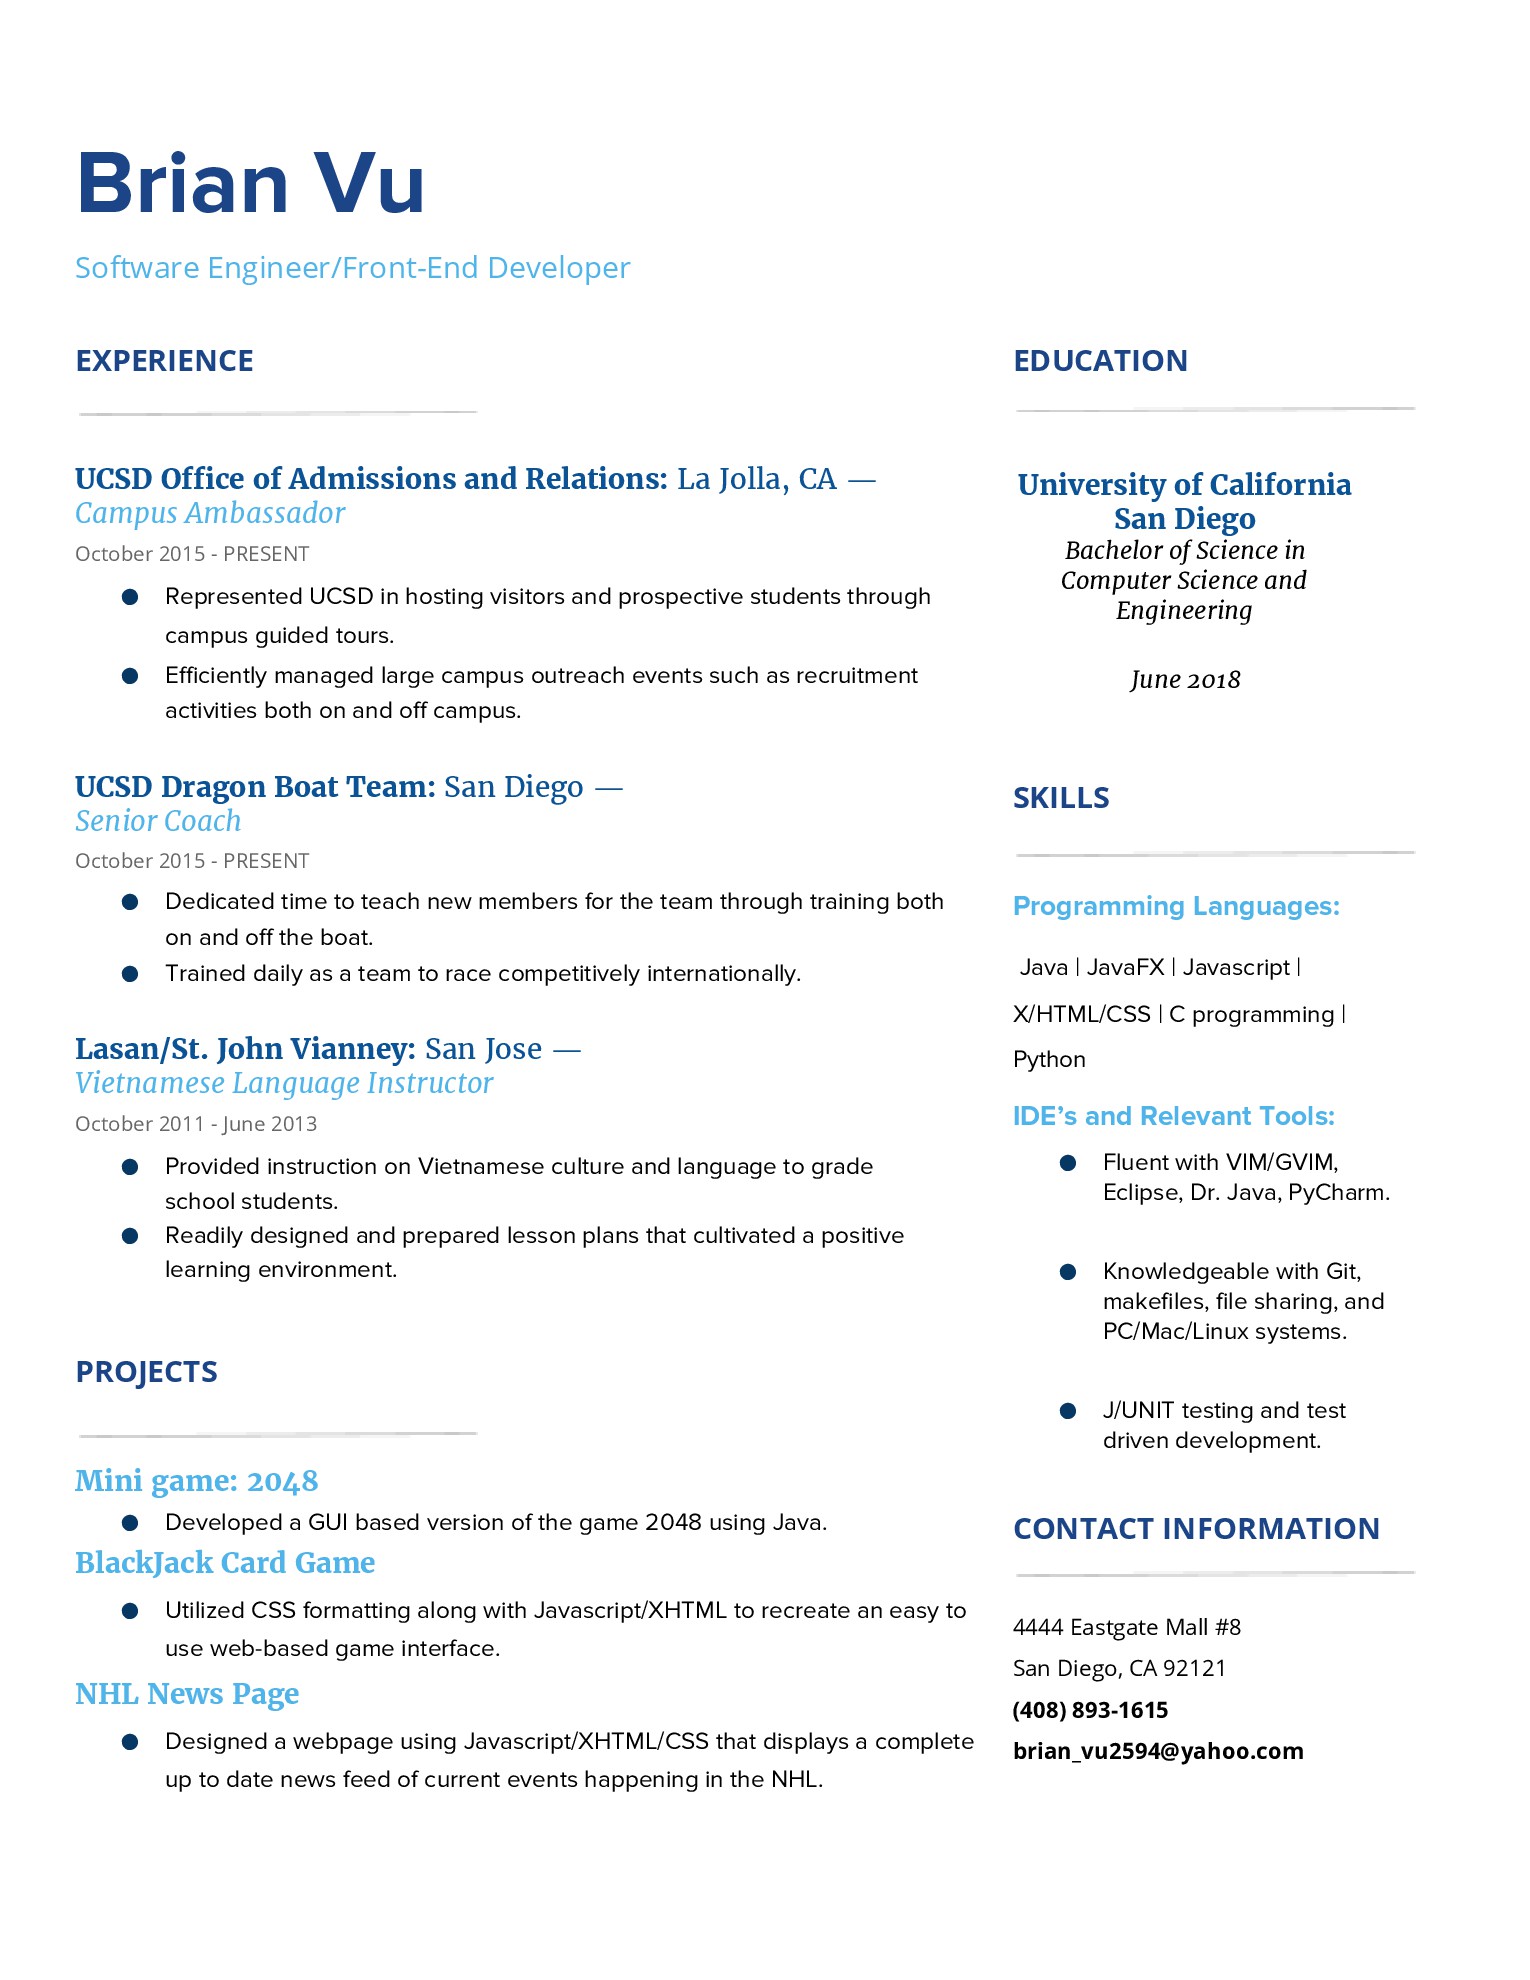 Brian Vu
Software Engineer/Front-End Developer
EXPERIENCE
UCSD Office of Admissions and Relations: La Jolla, CA —
Campus Ambassador
October 2015 - PRESENT
● Represented UCSD in hosting visitors and prospective students through
campus guided tours.
● Efficiently managed large campus outreach events such as recruitment
activities both on and off campus.
UCSD Dragon Boat Team: San Diego —
Senior Coach
October 2015 - PRESENT
● Dedicated time to teach new members for the team through training both
on and off the boat.
● Trained daily as a team to race competitively internationally.
Lasan/St. John Vianney: San Jose —
Vietnamese Language Instructor
October 2011 - June 2013
● Provided instruction on Vietnamese culture and language to grade
school students.
● Readily designed and prepared lesson plans that cultivated a positive
learning environment.
PROJECTS
Mini game: 2048
● Developed a GUI based version of the game 2048 using Java.
BlackJack Card Game
● Utilized CSS formatting along with Javascript/XHTML to recreate an easy to
use web-based game interface.
NHL News Page
● Designed a webpage using Javascript/XHTML/CSS that displays a complete
up to date news feed of current events happening in the NHL.
EDUCATION
University of California
San Diego
Bachelor of Science in
Computer Science and
Engineering
June 2018
SKILLS
Programming Languages:
Java | JavaFX | Javascript |
X/HTML/CSS | C programming |
Python
IDE’s and Relevant Tools:
● Fluent with VIM/GVIM,
Eclipse, Dr. Java, PyCharm.
● Knowledgeable with Git,
makefiles, file sharing, and
PC/Mac/Linux systems.
● J/UNIT testing and test
driven development.
CONTACT INFORMATION
4444 Eastgate Mall #8
San Diego, CA 92121
(408) 893-1615
brian_vu2594@yahoo.com